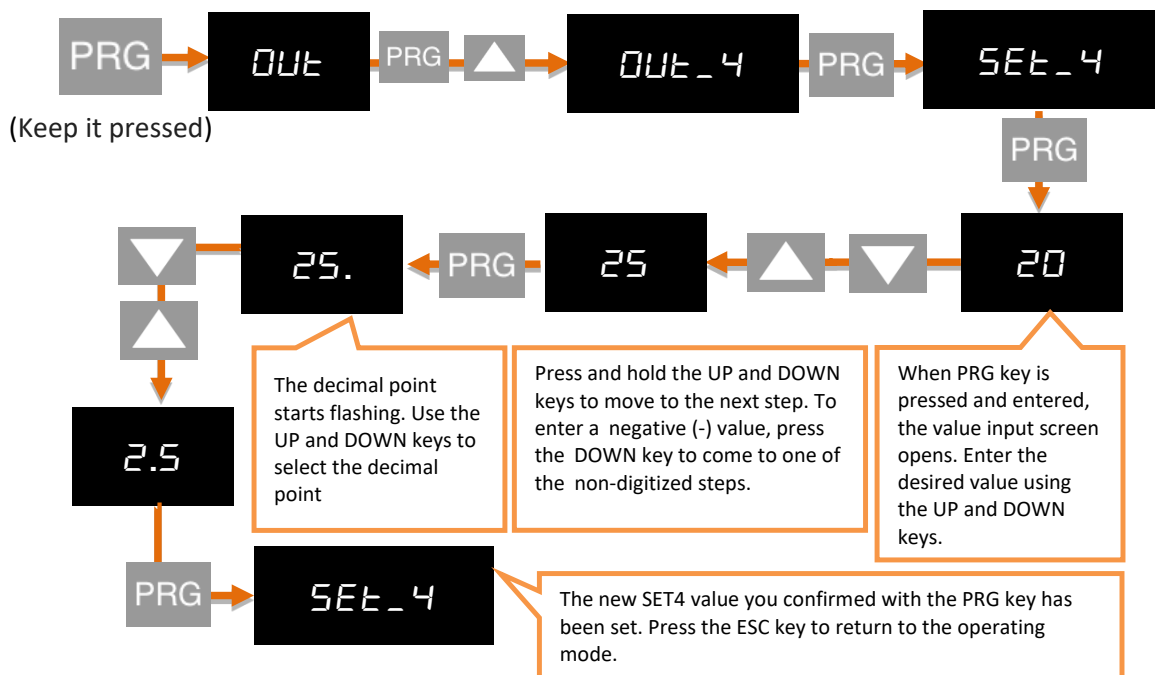 PRG
OUt
PRG
OUt_4
PRG
SEt_4
(Keep it pressed)
PRG
20
25
PRG
25.
The decimal point
starts flashing. Use the
UP and DOWN keys to
select the decimal
point
Press and hold the UP and DOWN
keys to move to the next step. To
enter a negative (-) value, press
the DOWN key to come to one of
the non-digitized steps.
When PRG key is
pressed and entered,
the value input screen
opens. Enter the
desired value using
the UP and DOWN
keys.
2.5
PRG
SEt_4
The new SET4 value you confirmed with the PRG key has
been set. Press the ESC key to return to the operating
mode.